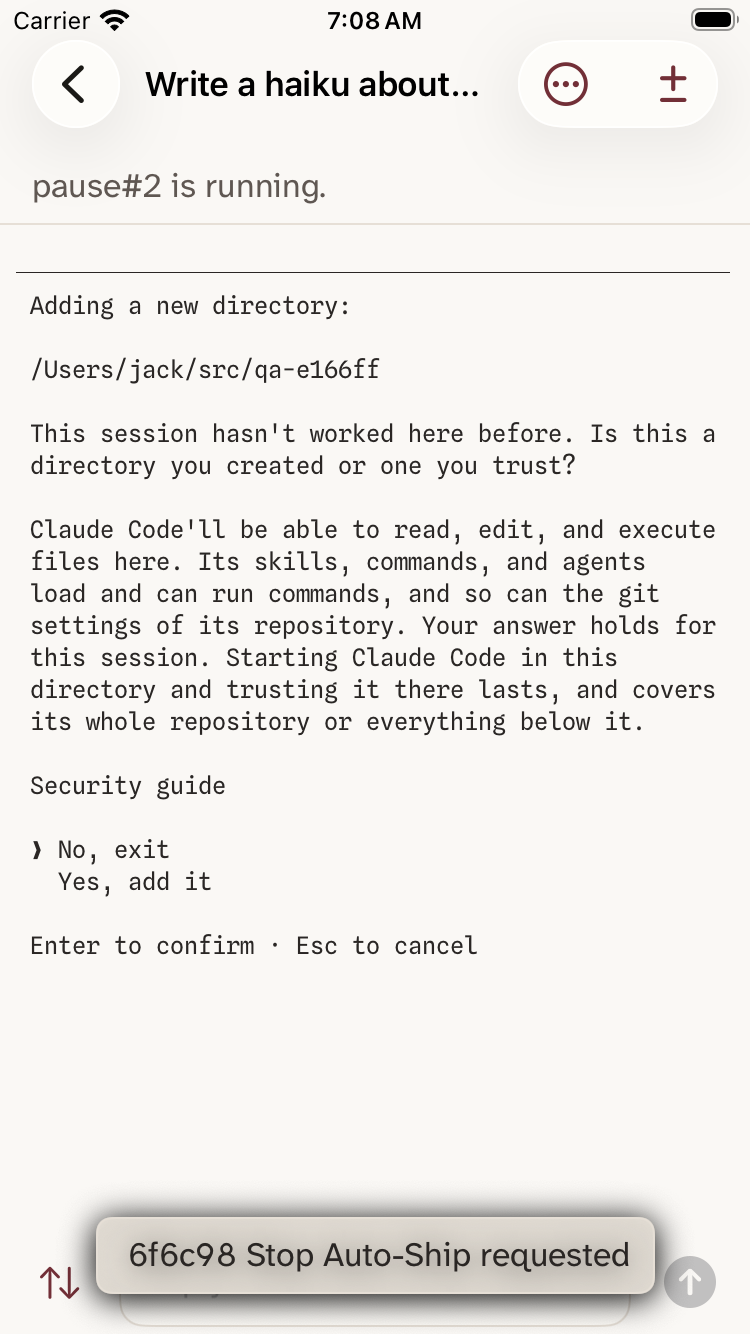 Carrier 7:08 AM
Write a haiku about...
pause#2 is running.
Adding a new directory:
/Users/jack/src/qa-e166ff
This session hasn't worked here before. Is this a
directory you created or one you trust?
Claude Code'll be able to read, edit, and execute
files here. Its skills, commands, and agents
load and can run commands, and so can the git
settings of its repository. Your answer holds for
this session. Starting Claude Code in this
directory and trusting it there lasts, and covers
its whole repository or everything below it.
Security guide
❯ No, exit
Yes, add it
Enter to confirm · Esc to cancel
6f6c98 Stop Auto-Ship requested